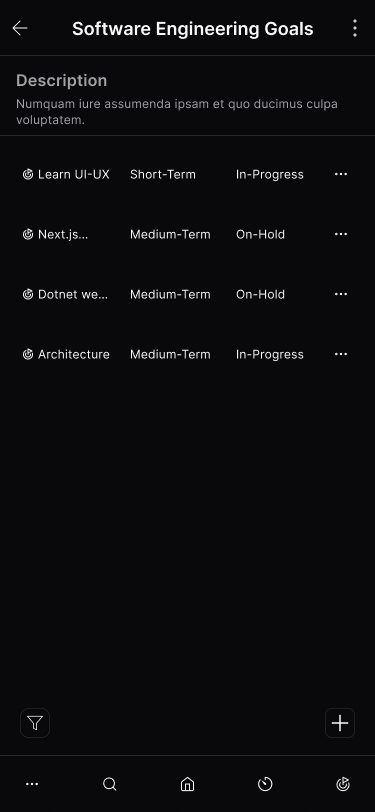 Software Engineering Goals
Description
Numquam iure assumenda ipsam et quo ducimus culpa
voluptatem.
Learn UI-UX Short-Term In-Progress
Next.js... Medium-Term On-Hold
Dotnet we... Medium-Term On-Hold
Architecture Medium-Term In-Progress